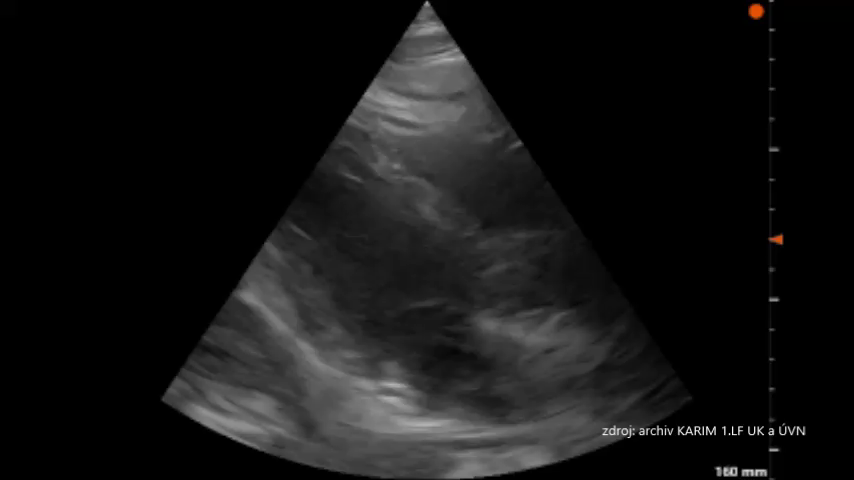 zdroj: archiv KARIM 1.LF UK a ÚVN
160 mm